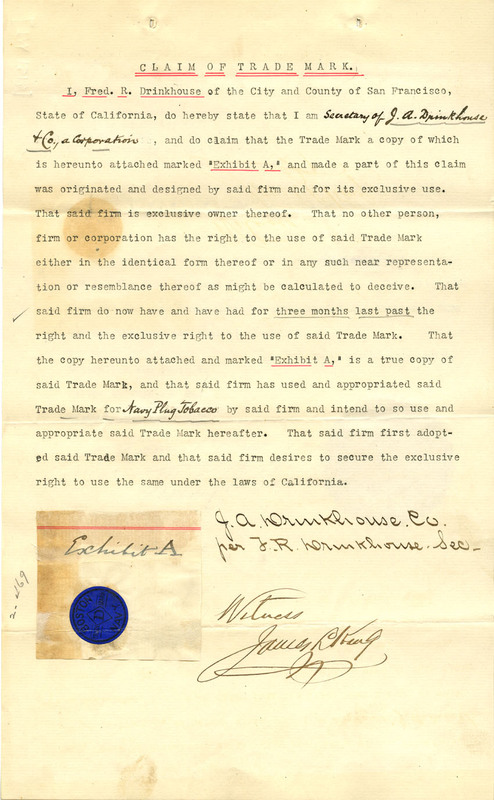 CLAIM OF TRADE MARK.
I, Fred. R. Drinkhouse of the City and County of San Francisco,
State of California, do hereby state that I am Secretary of J. A. Drinkhouse
& Co, a Corporation , and do claim that the Trade Mark a copy of which
is hereunto attached marked "Exhibit A," and made a part of this claim
was originated and designed by said firm and for its exclusive use.
That said firm is exclusive owner thereof. That no other person,
firm or corporation has the right to the use of said Trade Mark
either in the identical form thereof or in any such near representa-
tion or resemblance thereof as might be calculated to deceive. That
said firm do now have and have had for three months last past the
right and the exclusive right to the use of said Trade Mark. That
the copy hereunto attached and marked "Exhibit A," is a true copy of
said Trade Mark, and that said firm has used and appropriated said
Trade Mark for Navy Plug Tobacco by said firm and intend to so use and
appropriate said Trade Mark hereafter. That said firm first adopt-
ed said Trade Mark and that said firm desires to secure the exclusive
right to use the same under the laws of California.
J. A. Drinkhouse. Co.
per F. R. Drinkhouse. Sec-
Exhibit A
Witness
James L King